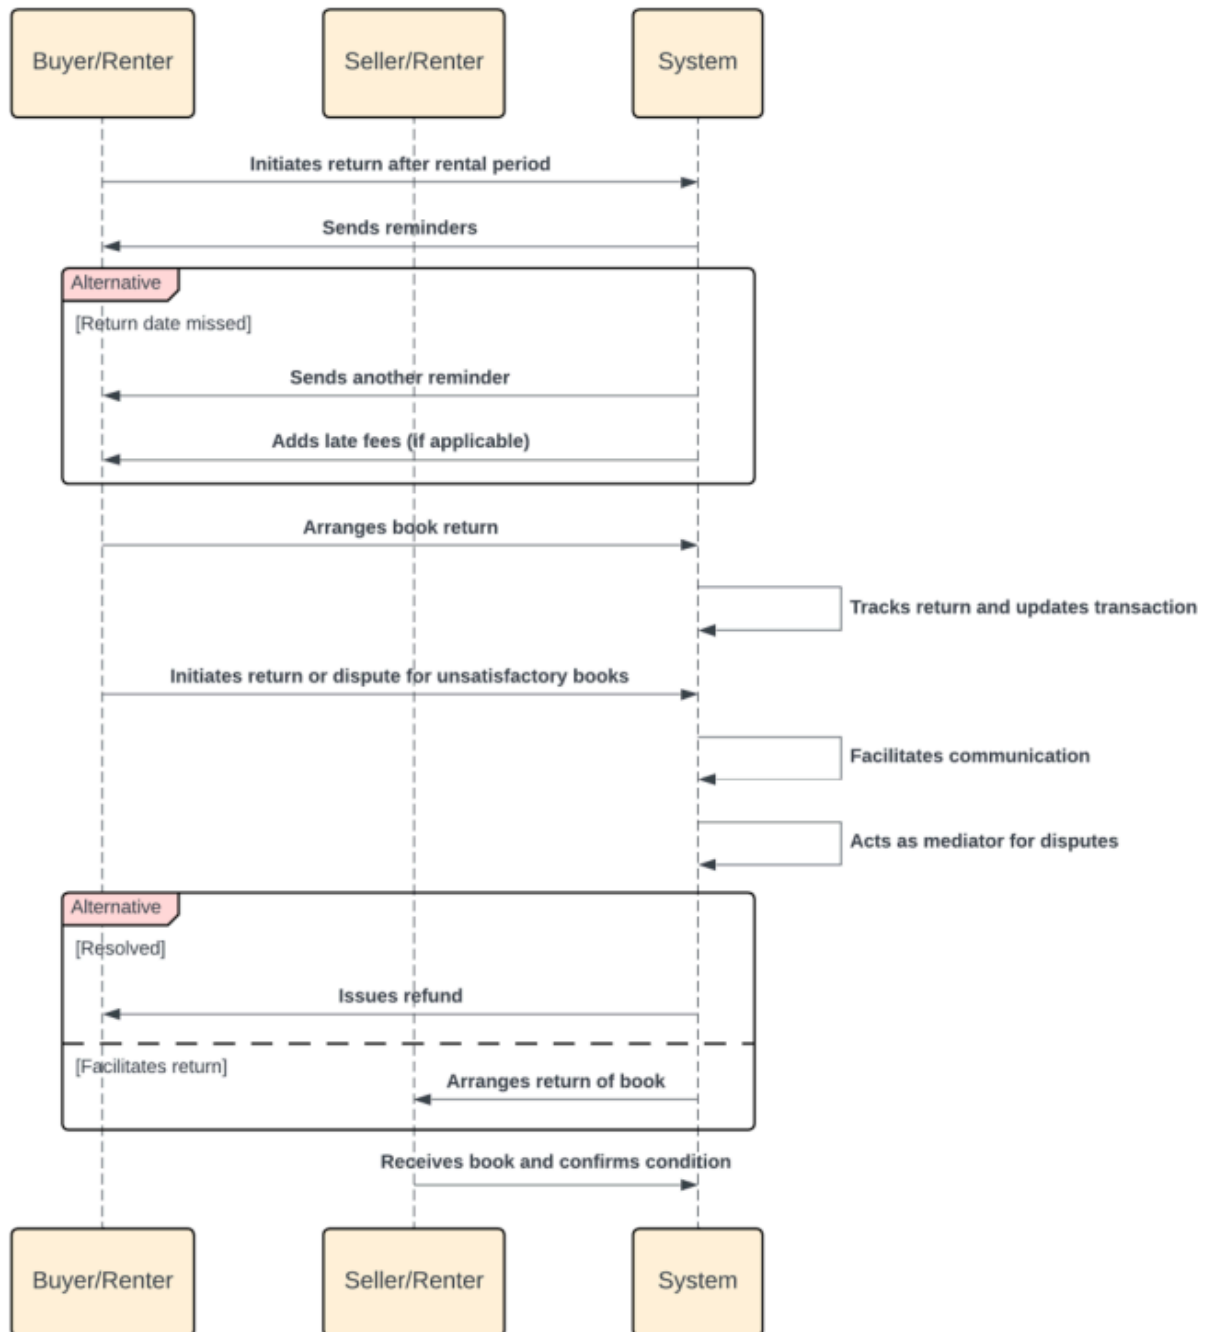 Buyer/Renter
Seller/Renter
System
Initiates return after rental period
Sends reminders
Alternative
[Return date missed]
Sends another reminder
Adds late fees (if applicable)
Arranges book return
Tracks return and updates transaction
Initiates return or dispute for unsatisfactory books
Facilitates communication
Acts as mediator for disputes
Alternative
[Resolved]
Issues refund
[Facilitates return]
Arranges return of book
Receives book and confirms condition
Buyer/Renter
Seller/Renter
System